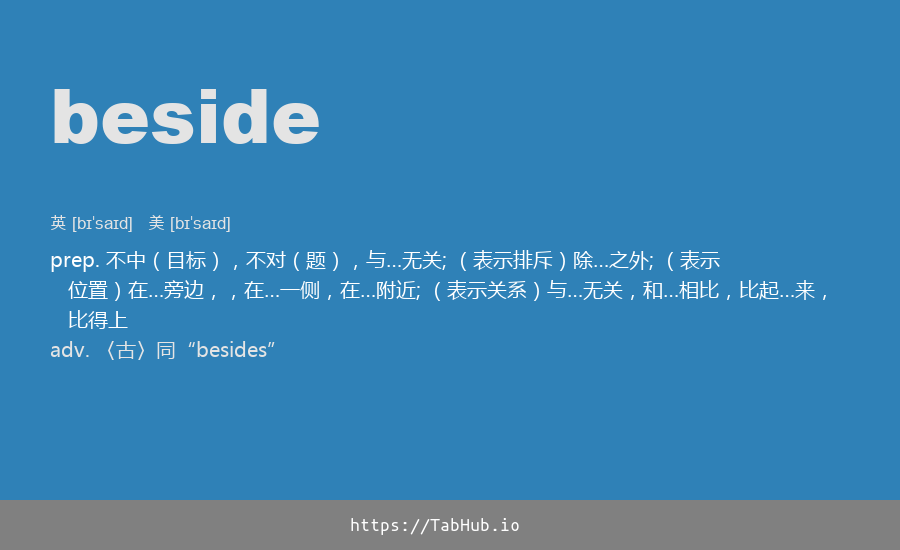 beside
英 [bɪˈsaɪd] 美 [bɪˈsaɪd]
prep. 不中（目标），不对（题），与…无关; （表示排斥）除…之外; （表示
位置）在…旁边，，在…一侧，在…附近; （表示关系）与…无关，和…相比，比起…来，
比得上
adv. 〈古〉同“besides”
https://TabHub.io